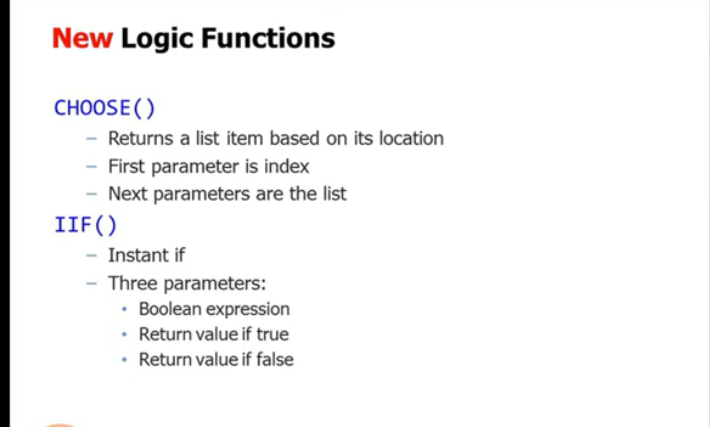 New Logic Functions
CHOOSE()
– Returns a list item based on its location
– First parameter is index
– Next parameters are the list
IIF()
– Instant if
– Three parameters:
• Boolean expression
• Return value if true
• Return value if false